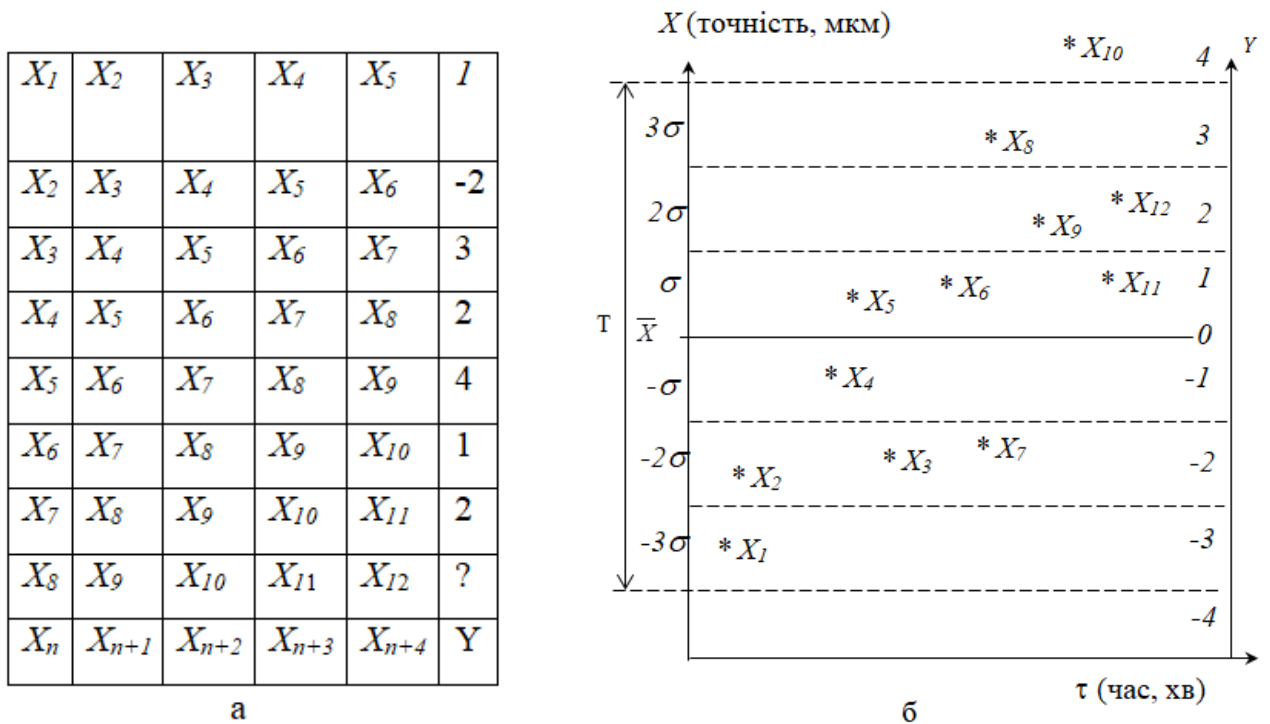 X1 X2 X3 X4 X5 1
X2 X3 X4 X5 X6 -2
X3 X4 X5 X6 X7 3
X4 X5 X6 X7 X8 2
X5 X6 X7 X8 X9 4
X6 X7 X8 X9 X10 1
X7 X8 X9 X10 X11 2
X8 X9 X10 X11 X12 ?
Xn Xn+1 Xn+2 Xn+3 Xn+4 Y
а
X (точність, мкм)
* X10 4 Y
3σ * X8 3
2σ * X9 * X12 2
σ * X5 * X6 * X11 1
T X̅ 0
-σ * X4 -1
-2σ * X2 * X3 * X7 -2
-3σ * X1 -3
-4
τ (час, хв)
б